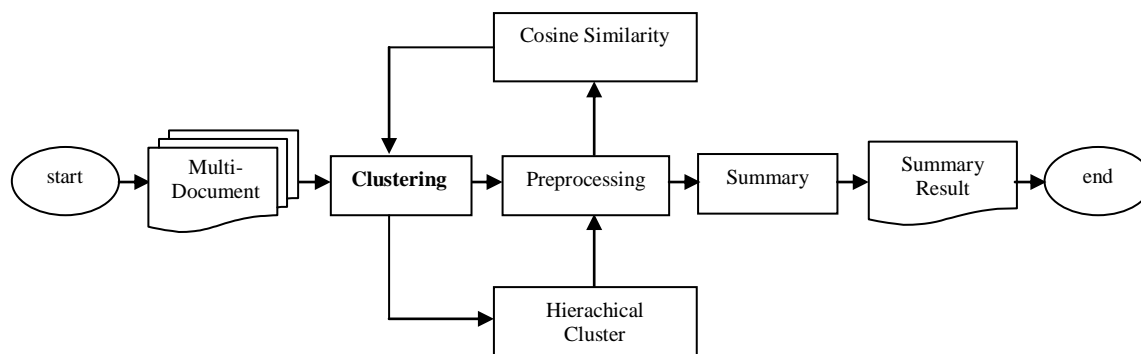 Cosine Similarity
start
Multi-
Document
Clustering
Preprocessing
Summary
Summary
Result
end
Hierachical
Cluster